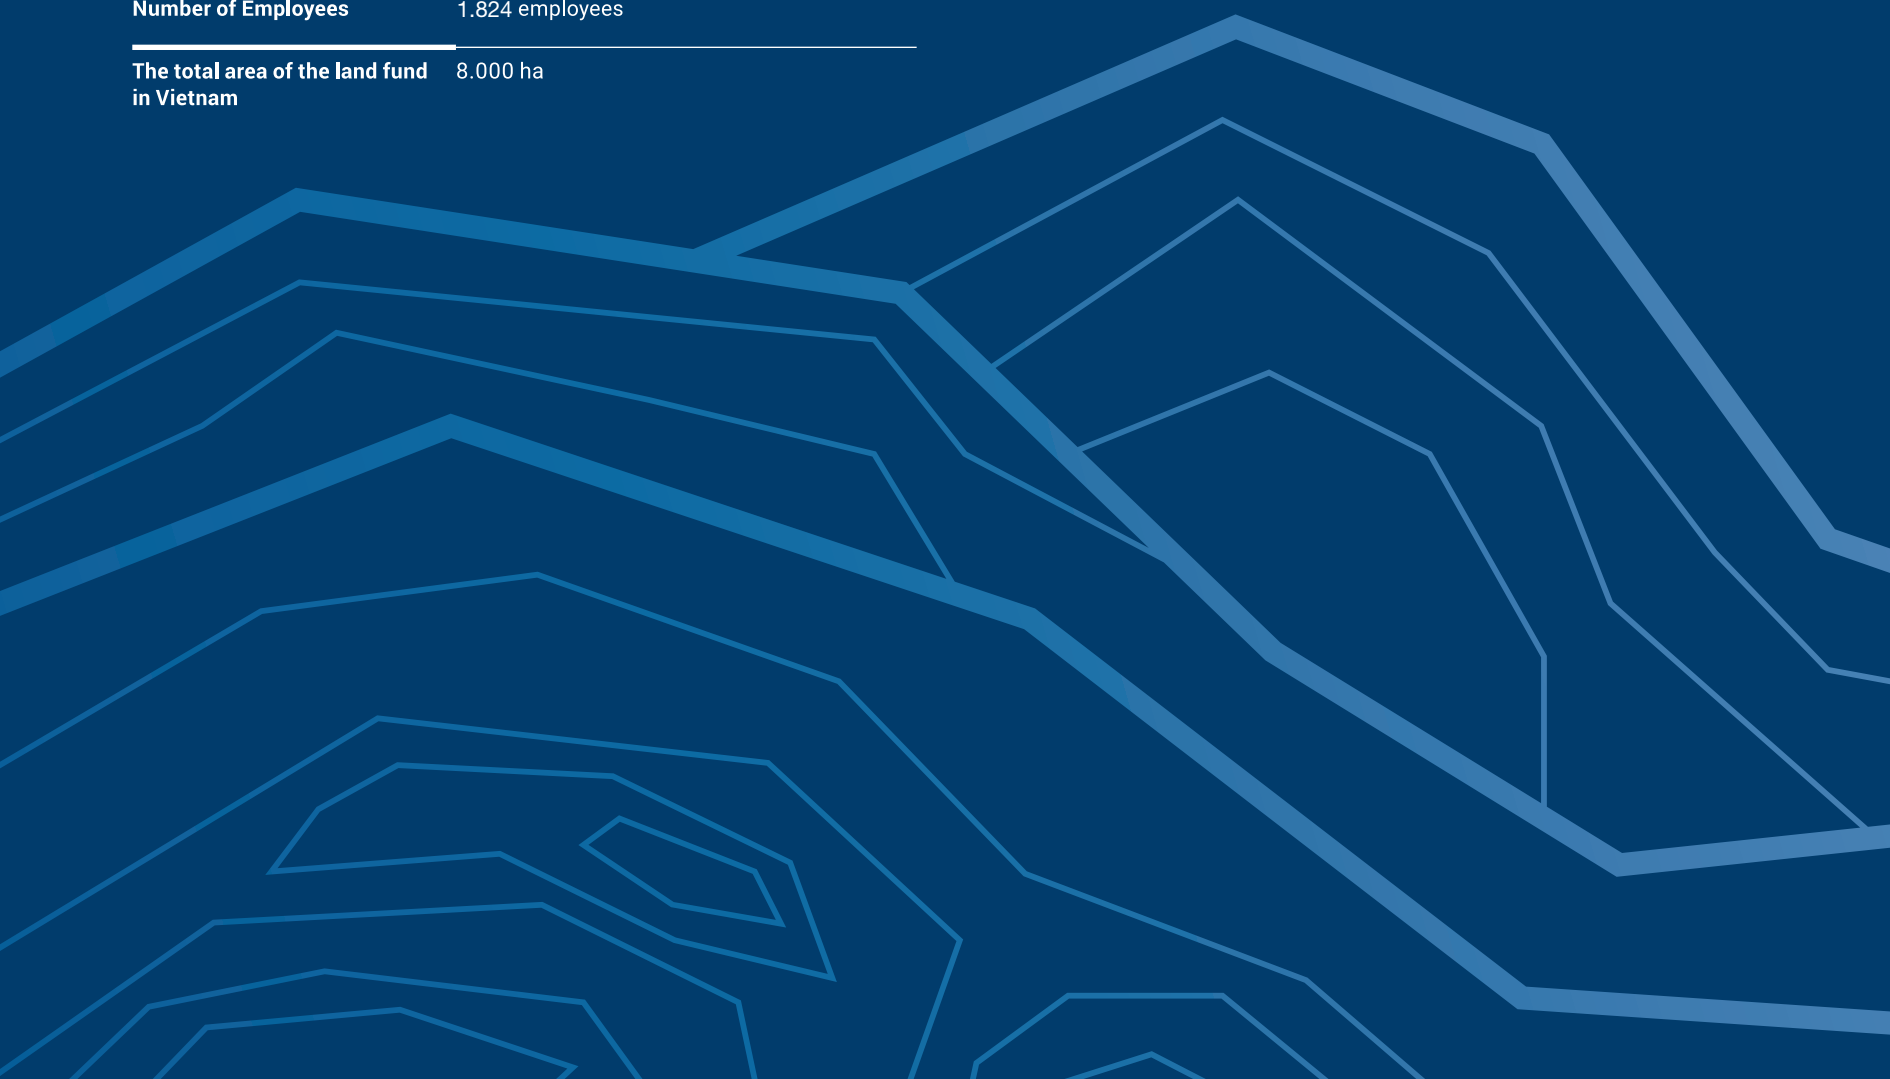 Number of Employees 1.824 employees
The total area of the land fund 8.000 ha
in Vietnam